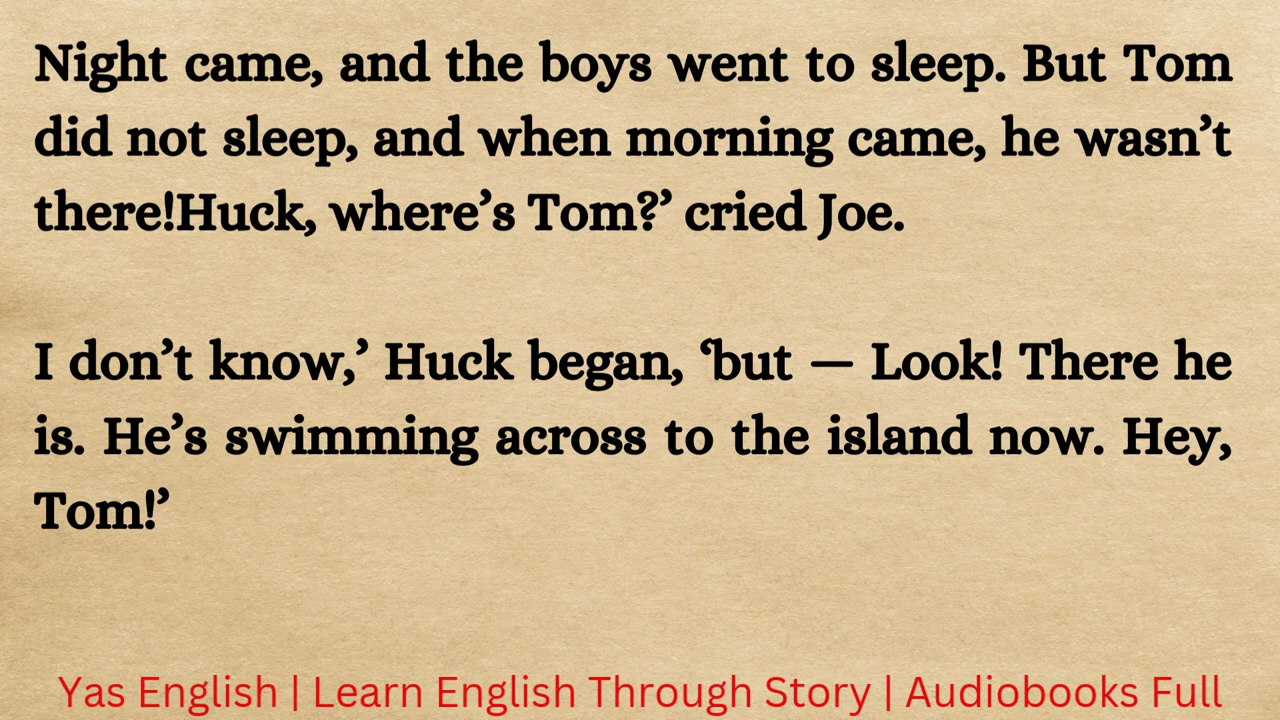 Night came, and the boys went to sleep. But Tom
did not sleep, and when morning came, he wasn’t
there!Huck, where’s Tom?’ cried Joe.
I don’t know,’ Huck began, ‘but — Look! There he
is. He’s swimming across to the island now. Hey,
Tom!’
Yas English | Learn English Through Story | Audiobooks Full